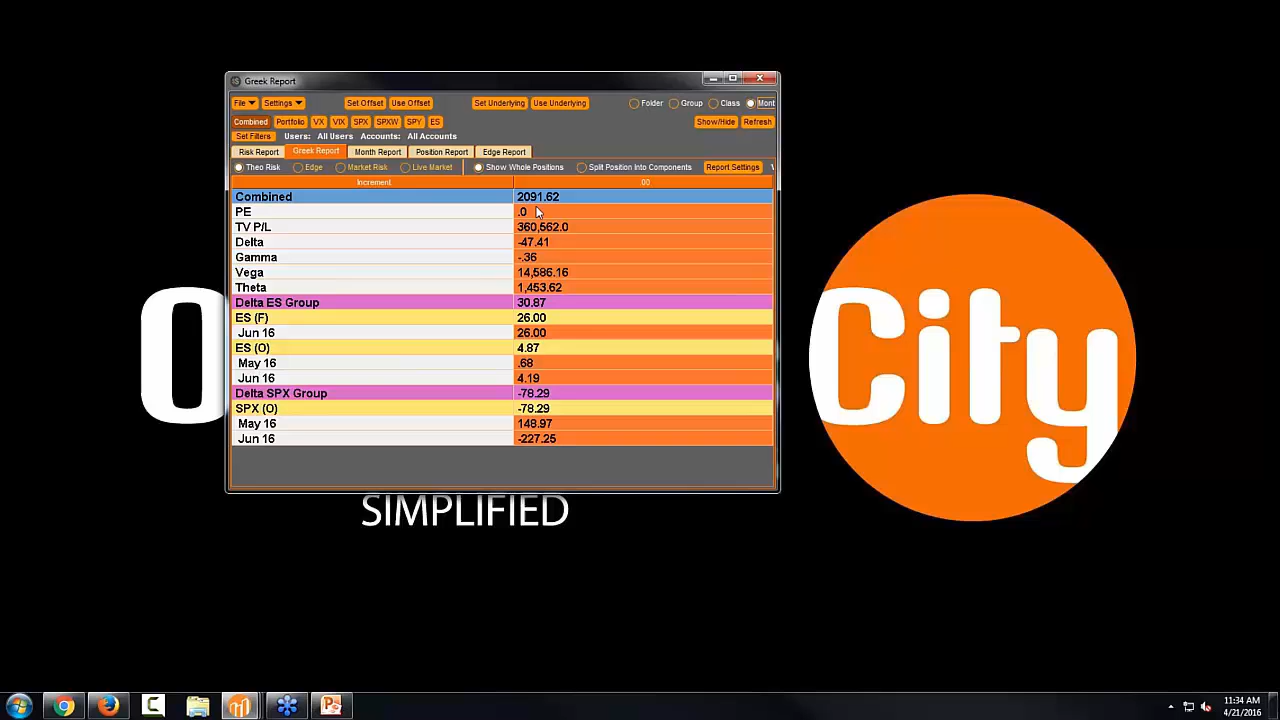 Greek Report
File Settings Set Offset Use Offset Set Underlying Use Underlying Folder Group Class Mont
Combined Portfolio VX VIX SPX SPXW SPY ES Show/Hide Refresh
Set Filters Users: All Users Accounts: All Accounts
Risk Report Greek Report Month Report Position Report Edge Report
Theo Risk Edge Market Risk Live Market Show Whole Positions Split Position Into Components Report Settings
Increment .00
Combined 2091.62
PE .0
TV P/L 360,562.0
Delta -47.41
Gamma -.36
Vega 14,586.16
Theta 1,453.62
Delta ES Group 30.87
ES (F) 26.00
Jun 16 26.00
ES (O) 4.87
May 16 .68
Jun 16 4.19
Delta SPX Group -78.29
SPX (O) -78.29
May 16 148.97
Jun 16 -227.25
O City
SIMPLIFIED
11:34 AM
4/21/2016